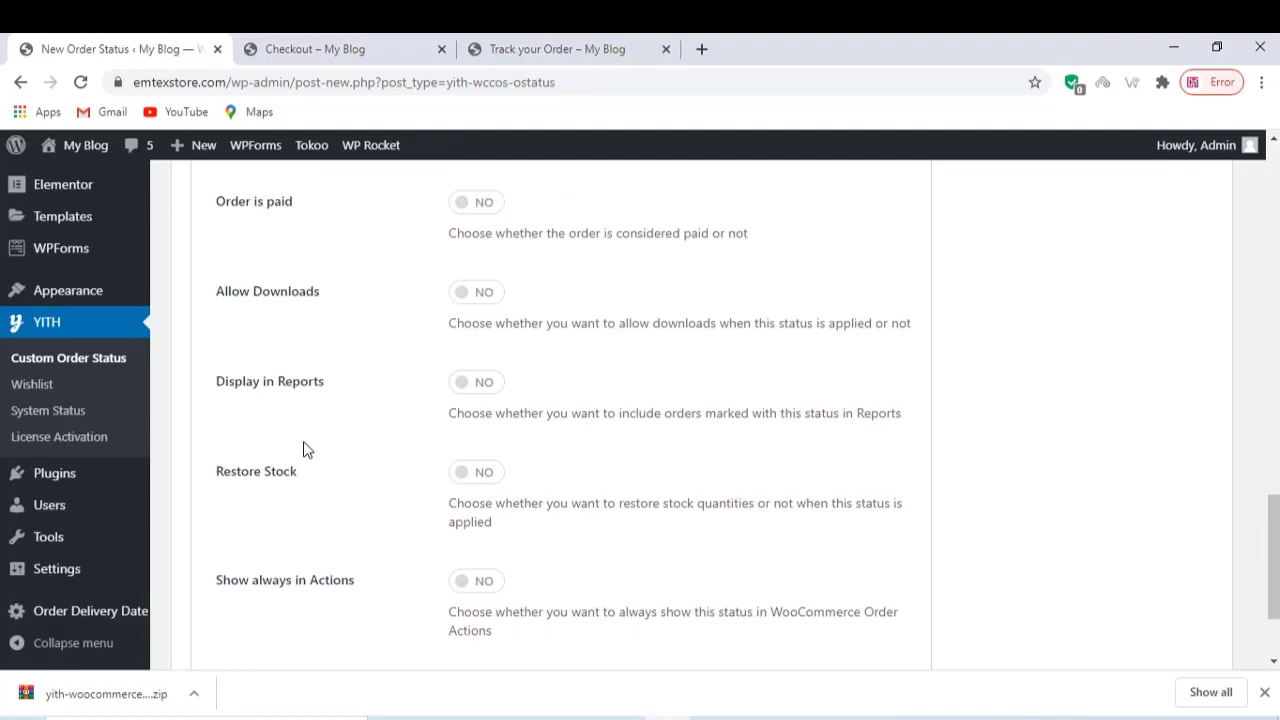 New Order Status ‹ My Blog — W
Checkout – My Blog
Track your Order – My Blog
emtexstore.com/wp-admin/post-new.php?post_type=yith-wccos-ostatus
0
Error
Apps
Gmail
YouTube
Maps
My Blog
5
New
WPForms
Tokoo
WP Rocket
Howdy, Admin
Elementor
Templates
WPForms
Appearance
YITH
Custom Order Status
Wishlist
System Status
License Activation
Plugins
Users
Tools
Settings
Order Delivery Date
Collapse menu
Order is paid
NO
Choose whether the order is considered paid or not
Allow Downloads
NO
Choose whether you want to allow downloads when this status is applied or not
Display in Reports
NO
Choose whether you want to include orders marked with this status in Reports
Restore Stock
NO
Choose whether you want to restore stock quantities or not when this status is
applied
Show always in Actions
NO
Choose whether you want to always show this status in WooCommerce Order
Actions
yith-woocommerce....zip
Show all